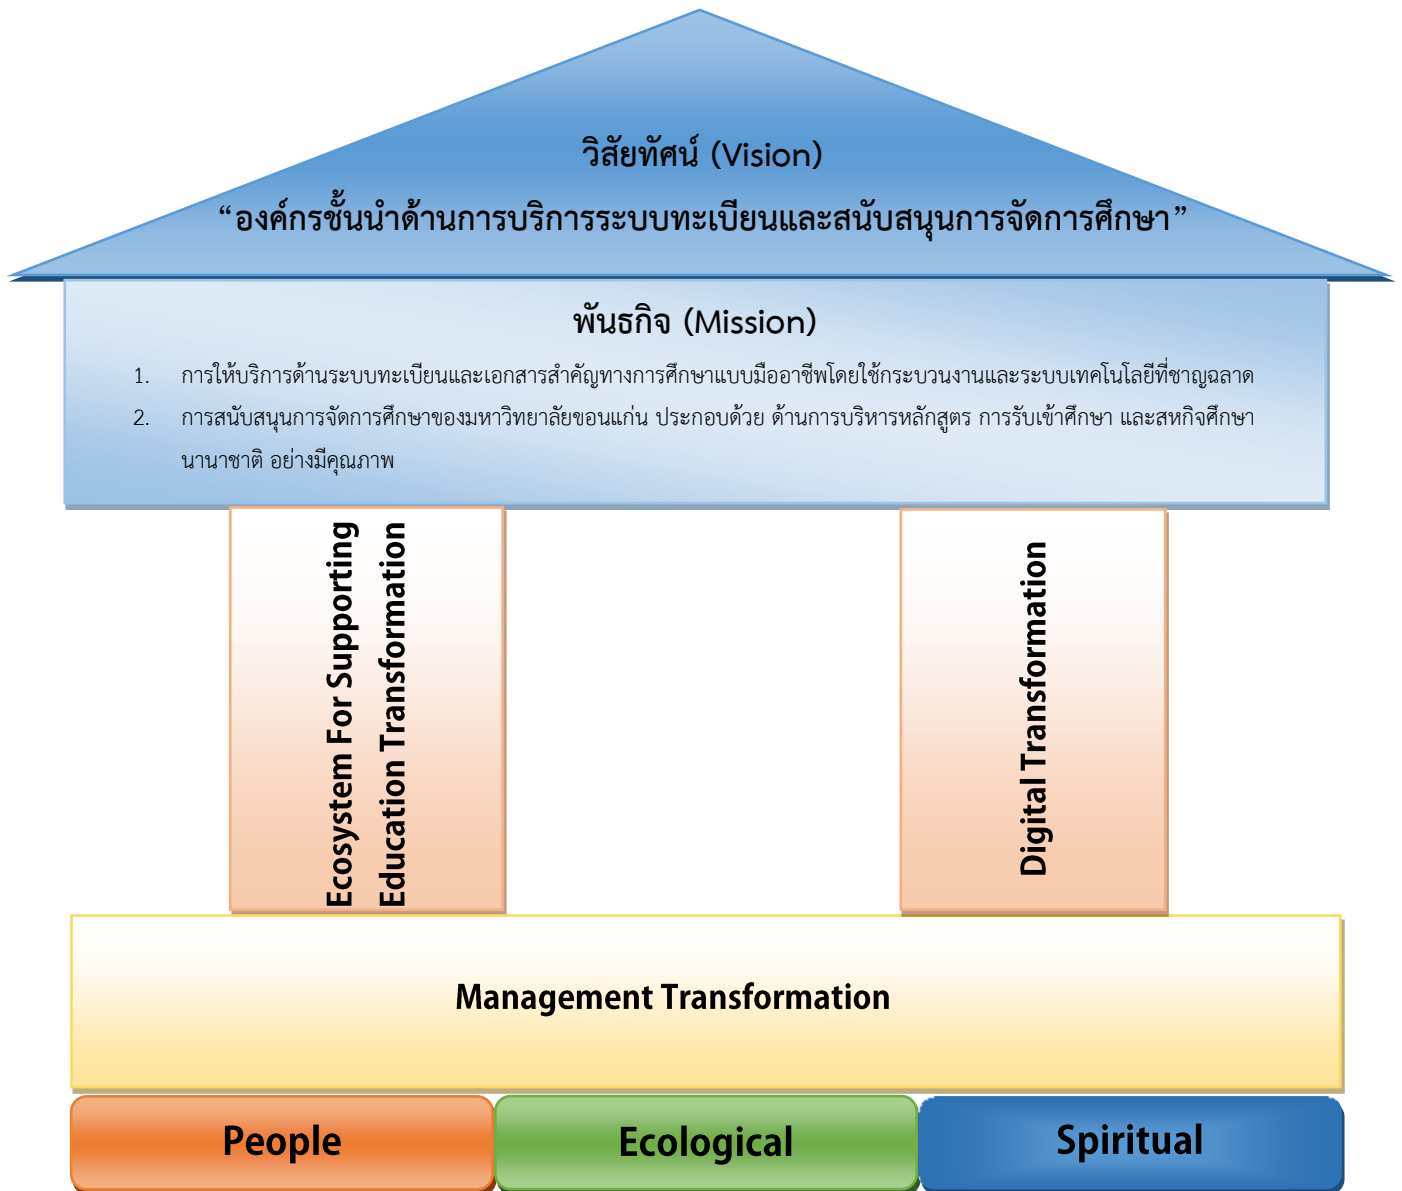 วิสัยทัศน์ (Vision)
“องค์กรชั้นนำด้านการบริการระบบทะเบียนและสนับสนุนการจัดการศึกษา”
พันธกิจ (Mission)
1. การให้บริการด้านระบบทะเบียนและเอกสารสำคัญทางการศึกษาแบบมืออาชีพโดยใช้กระบวนงานและระบบเทคโนโลยีที่ชาญฉลาด
2. การสนับสนุนการจัดการศึกษาของมหาวิทยาลัยขอนแก่น ประกอบด้วย ด้านการบริหารหลักสูตร การรับเข้าศึกษา และสหกิจศึกษา
นานาชาติ อย่างมีคุณภาพ
Ecosystem For Supporting
Education Transformation
Digital Transformation
Management Transformation
People
Ecological
Spiritual